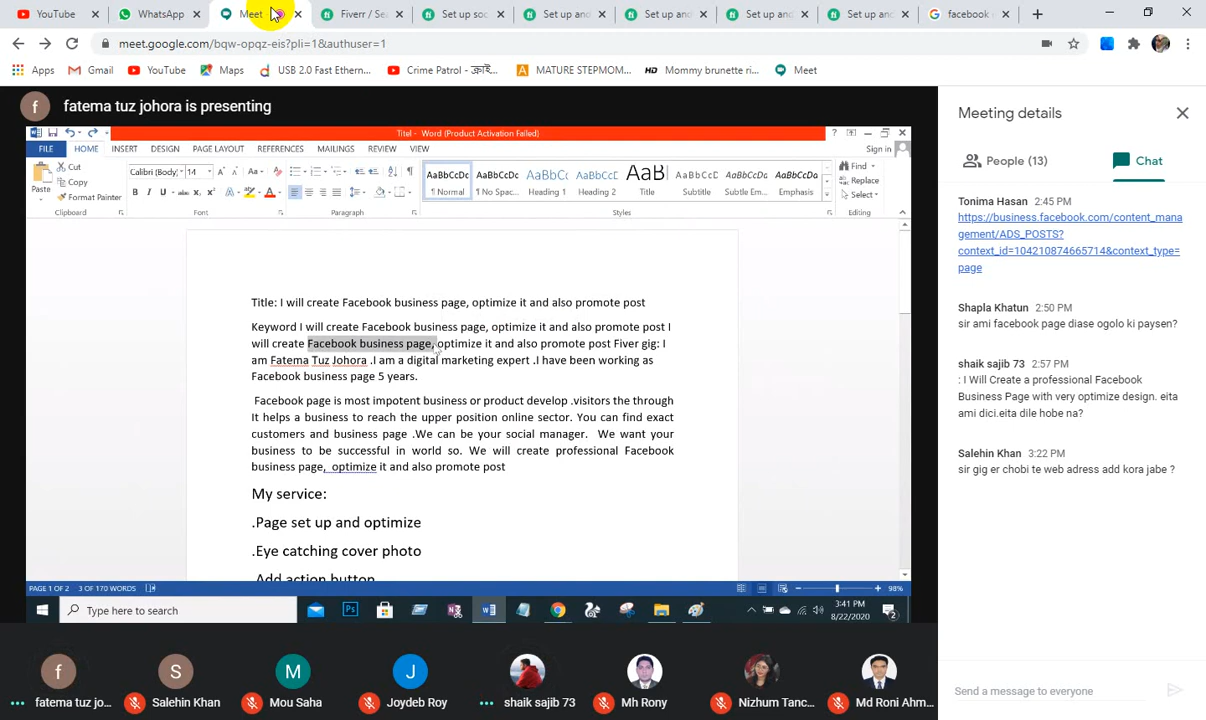 YouTube
WhatsApp
Meet
Fiverr / Sea
Set up soc
Set up and
Set up and
Set up and
Set up and
facebook
meet.google.com/bqw-opqz-eis?pli=1&authuser=1
Apps
Gmail
YouTube
Maps
USB 2.0 Fast Ethern...
Crime Patrol - ক্রাই...
MATURE STEPMOM...
Mommy brunette ri...
Meet
f
fatema tuz johora is presenting
Titel - Word (Product Activation Failed)
FILE
HOME
INSERT
DESIGN
PAGE LAYOUT
REFERENCES
MAILINGS
REVIEW
VIEW
Sign in
Paste
Cut
Copy
Format Painter
Clipboard
Calibri (Body)
14
Font
Paragraph
AaBbCcDc
¶ Normal
AaBbCcDc
¶ No Spac...
AaBbCc
Heading 1
AaBbCc
Heading 2
AaB
Title
AaBbCcD
Subtitle
AaBbCcDc
Subtle Em...
AaBbCcDc
Emphasis
Styles
Find
Replace
Select
Editing
Title: I will create Facebook business page, optimize it and also promote post
Keyword I will create Facebook business page, optimize it and also promote post I
will create Facebook business page, optimize it and also promote post Fiver gig: I
am Fatema Tuz Johora .I am a digital marketing expert .I have been working as
Facebook business page 5 years.
Facebook page is most impotent business or product develop .visitors the through
It helps a business to reach the upper position online sector. You can find exact
customers and business page .We can be your social manager. We want your
business to be successful in world so. We will create professional Facebook
business page, optimize it and also promote post
My service:
.Page set up and optimize
.Eye catching cover photo
.Add action button
PAGE 1 OF 2
3 OF 170 WORDS
98%
Type here to search
3:41 PM
8/22/2020
Meeting details
People (13)
Chat
Tonima Hasan 2:45 PM
https://business.facebook.com/content_mana
gement/ADS_POSTS?
context_id=104210874665714&context_type=
page
Shapla Khatun 2:50 PM
sir ami facebook page diase ogolo ki paysen?
shaik sajib 73 2:57 PM
: I Will Create a professional Facebook
Business Page with very optimize design. eita
ami dici.eita dile hobe na?
Salehin Khan 3:22 PM
sir gig er chobi te web adress add kora jabe ?
Send a message to everyone
f
S
M
J
fatema tuz jo...
Salehin Khan
Mou Saha
Joydeb Roy
shaik sajib 73
Mh Rony
Nizhum Tanc...
Md Roni Ahm...